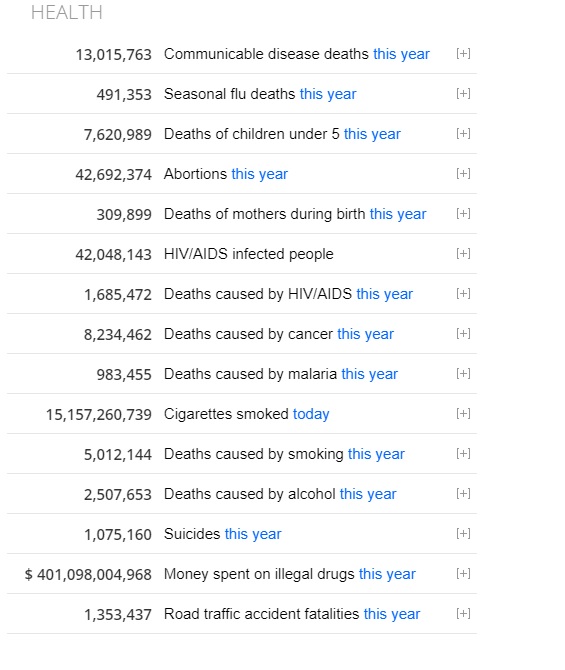 HEALTH
13,015,763 Communicable disease deaths this year [+]
491,353 Seasonal flu deaths this year [+]
7,620,989 Deaths of children under 5 this year [+]
42,692,374 Abortions this year [+]
309,899 Deaths of mothers during birth this year [+]
42,048,143 HIV/AIDS infected people [+]
1,685,472 Deaths caused by HIV/AIDS this year [+]
8,234,462 Deaths caused by cancer this year [+]
983,455 Deaths caused by malaria this year [+]
15,157,260,739 Cigarettes smoked today [+]
5,012,144 Deaths caused by smoking this year [+]
2,507,653 Deaths caused by alcohol this year [+]
1,075,160 Suicides this year [+]
$ 401,098,004,968 Money spent on illegal drugs this year [+]
1,353,437 Road traffic accident fatalities this year [+]